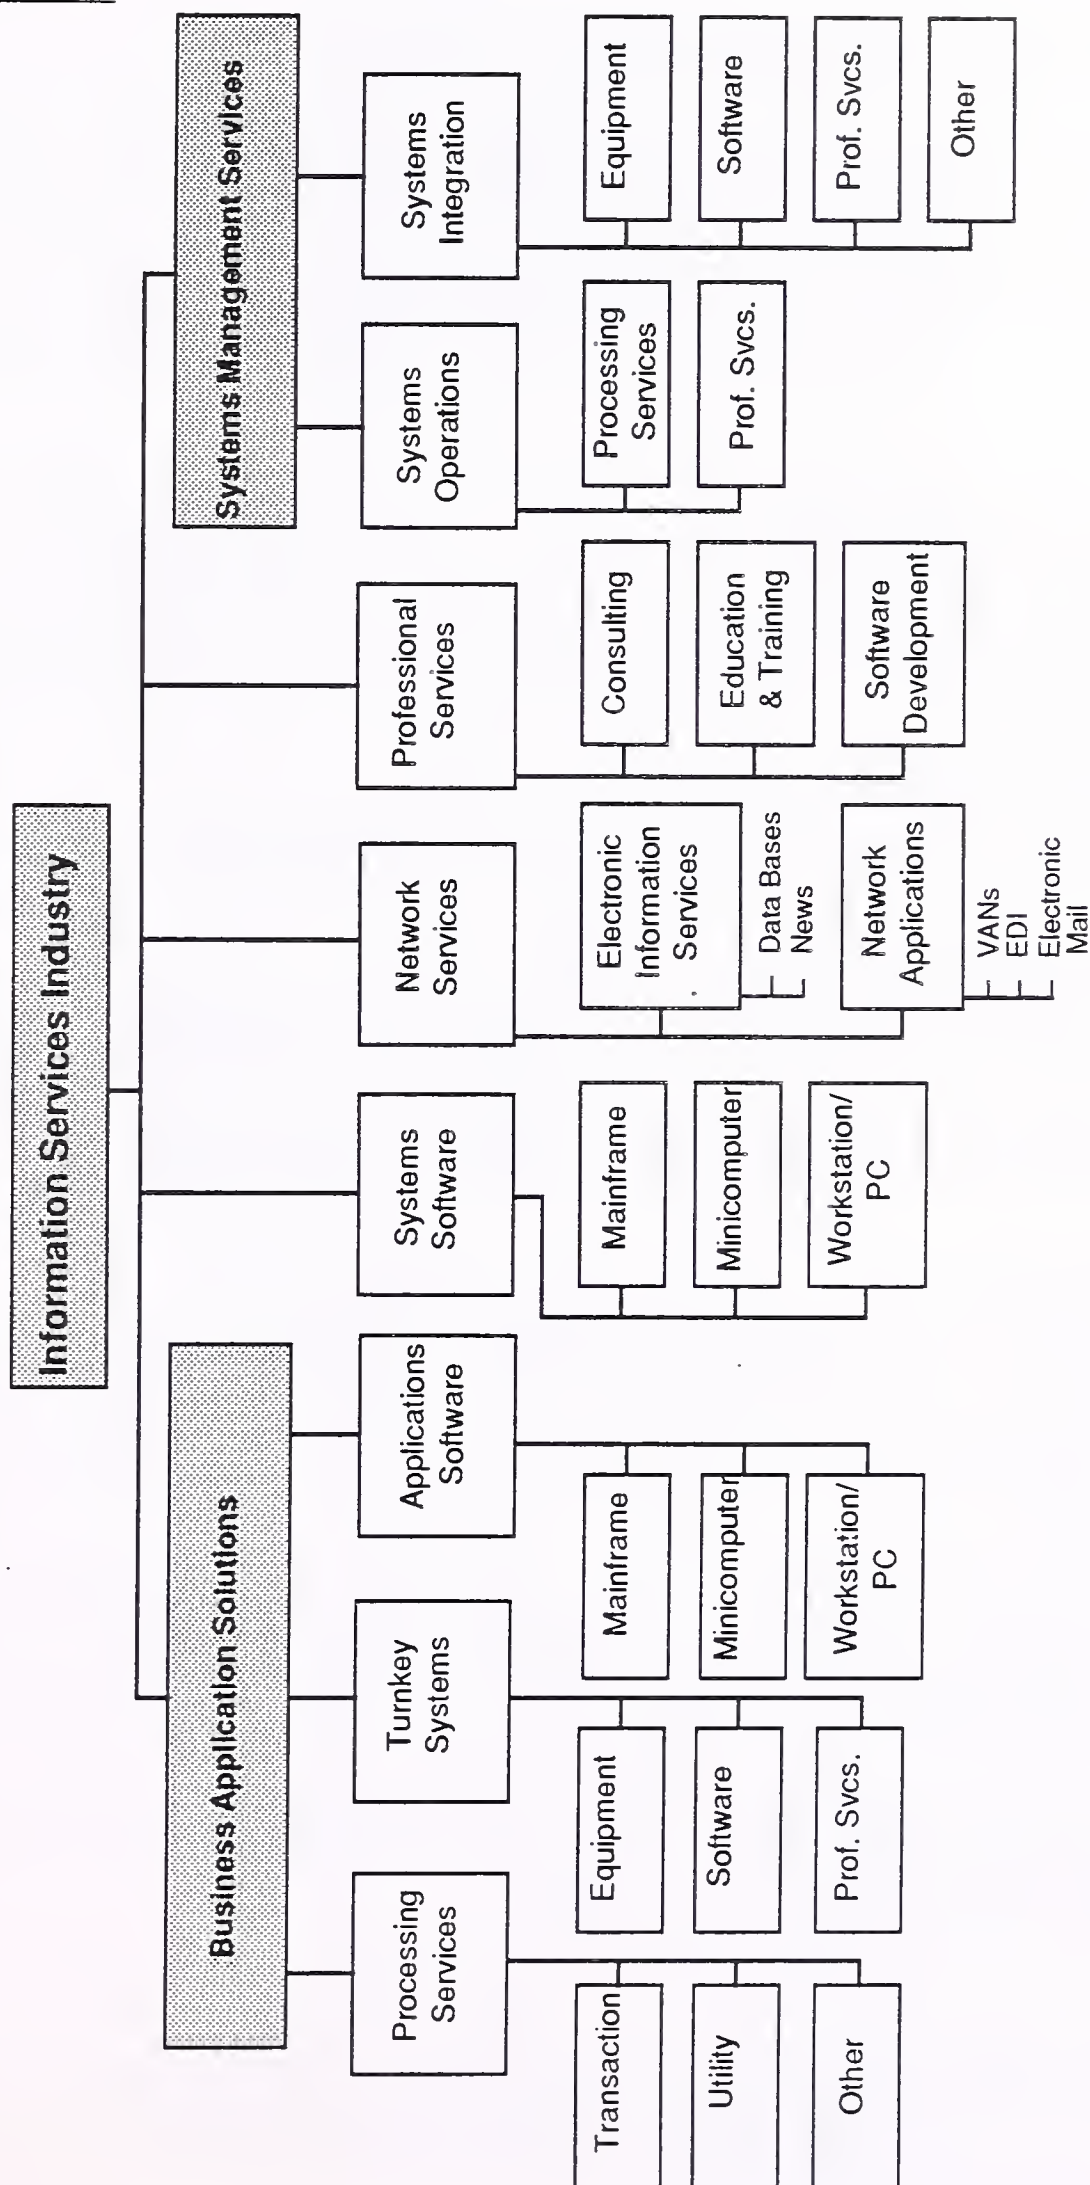 Information Services Industry
Business Application Solutions
Systems Management Services
Processing
Services
Turnkey
Systems
Applications
Software
Systems
Software
Network
Services
Professional
Services
Systems
Operations
Systems
Integration
Transaction
Utility
Other
Equipment
Software
Prof. Svcs.
Mainframe
Minicomputer
Workstation/
PC
Mainframe
Minicomputer
Workstation/
PC
Electronic
Information
Services
Data Bases
News
Network
Applications
VANs
EDI
Electronic
Mail
Consulting
Education
& Training
Software
Development
Processing
Services
Prof. Svcs.
Equipment
Software
Prof. Svcs.
Other